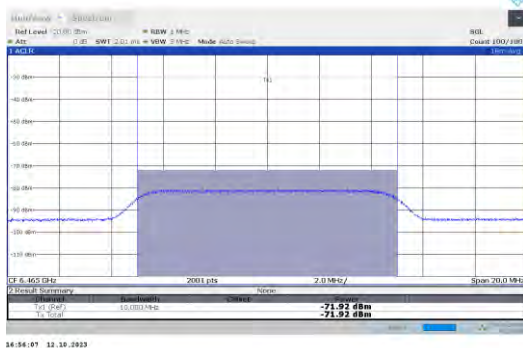 MultiView Spectrum
Ref Level -20.00 dBm RBW 1 MHz SGL
Att 0 dB SWT 2.01 ms VBW 3 MHz Mode Auto Sweep Count 100/100
1 ACLR
Tx1
-30 dBm
-40 dBm
-50 dBm
-60 dBm
-70 dBm
-80 dBm
-90 dBm
-100 dBm
-110 dBm
CF 6.465 GHz 2001 pts 2.0 MHz/ Span 20.0 MHz
2 Result Summary None
Channel Bandwidth Offset Power
Tx1 (Ref) 10.000 MHz -71.92 dBm
Tx Total -71.92 dBm
16:56:07 12.10.2023